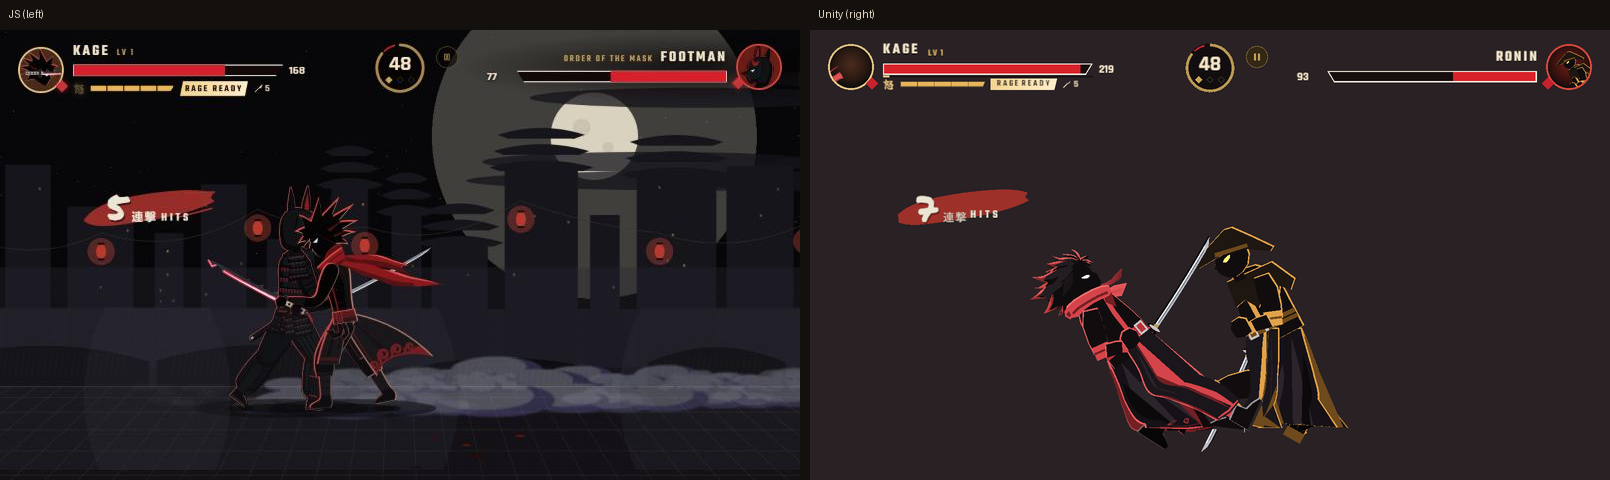 JS (left)
KAGE LV 1
168
怒 RAGE READY 5
48
ORDER OF THE MASK FOOTMAN
77
5 連撃 HITS
Unity (right)
KAGE LV 1
219
RAGE READY 5
48
RONIN
93
7 連撃 HITS